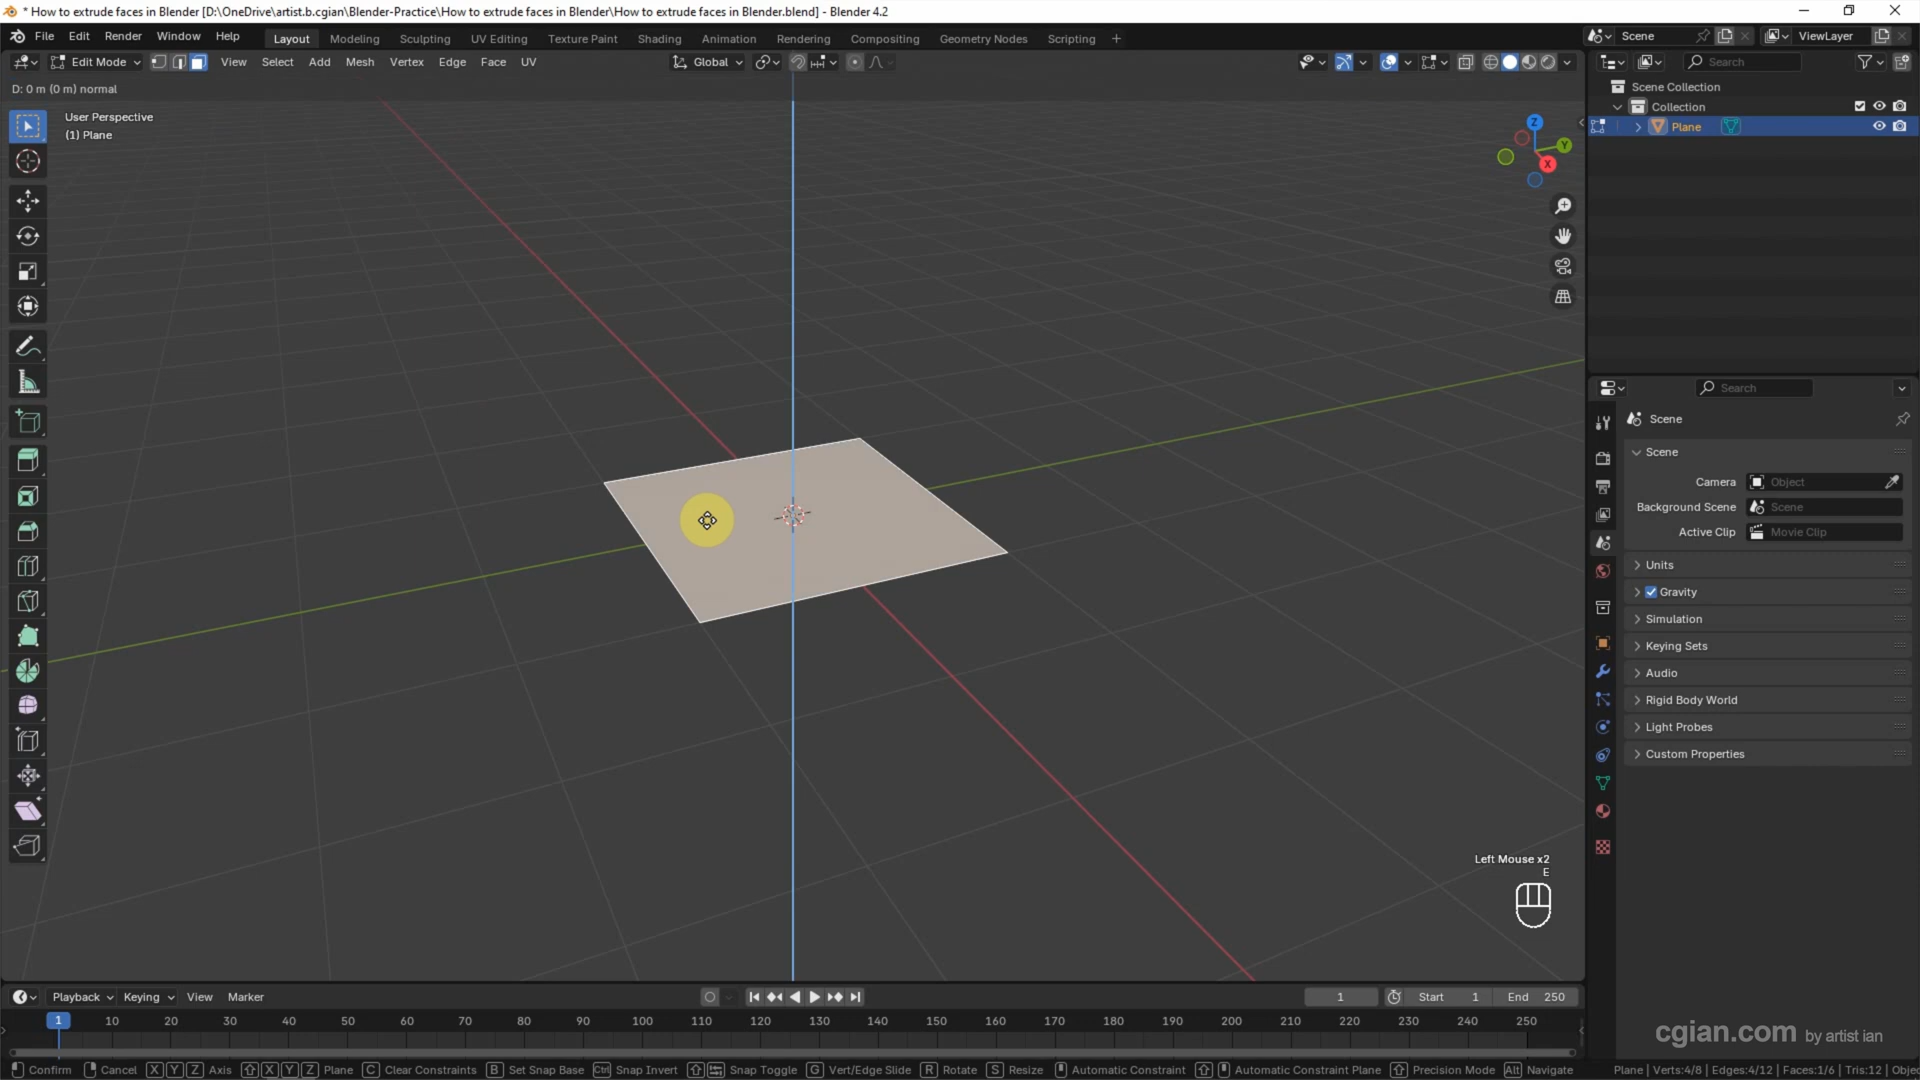 * How to extrude faces in Blender [D:\OneDrive\artist.b.cgian\Blender-Practice\How to extrude faces in Blender\How to extrude faces in Blender.blend] - Blender 4.2
File Edit Render Window Help Layout Modeling Sculpting UV Editing Texture Paint Shading Animation Rendering Compositing Geometry Nodes Scripting + Scene ViewLayer
Edit Mode View Select Add Mesh Vertex Edge Face UV Global Search
D: 0 m (0 m) normal
User Perspective
(1) Plane
Z
Y
X
Scene Collection
Collection
Plane
Search
Scene
Scene
Camera Object
Background Scene Scene
Active Clip Movie Clip
Units
Gravity
Simulation
Keying Sets
Audio
Rigid Body World
Light Probes
Custom Properties
Left Mouse x2
E
Playback Keying View Marker 1 Start 1 End 250
1 10 20 30 40 50 60 70 80 90 100 110 120 130 140 150 160 170 180 190 200 210 220 230 240 250
cgian.com by artist ian
Confirm Cancel X Y Z Axis X Y Z Plane C Clear Constraints B Set Snap Base Ctrl Snap Invert Snap Toggle G Vert/Edge Slide R Rotate S Resize Automatic Constraint Automatic Constraint Plane Precision Mode Alt Navigate Plane | Verts:4/8 | Edges:4/12 | Faces:1/6 | Tris:12 | Objec